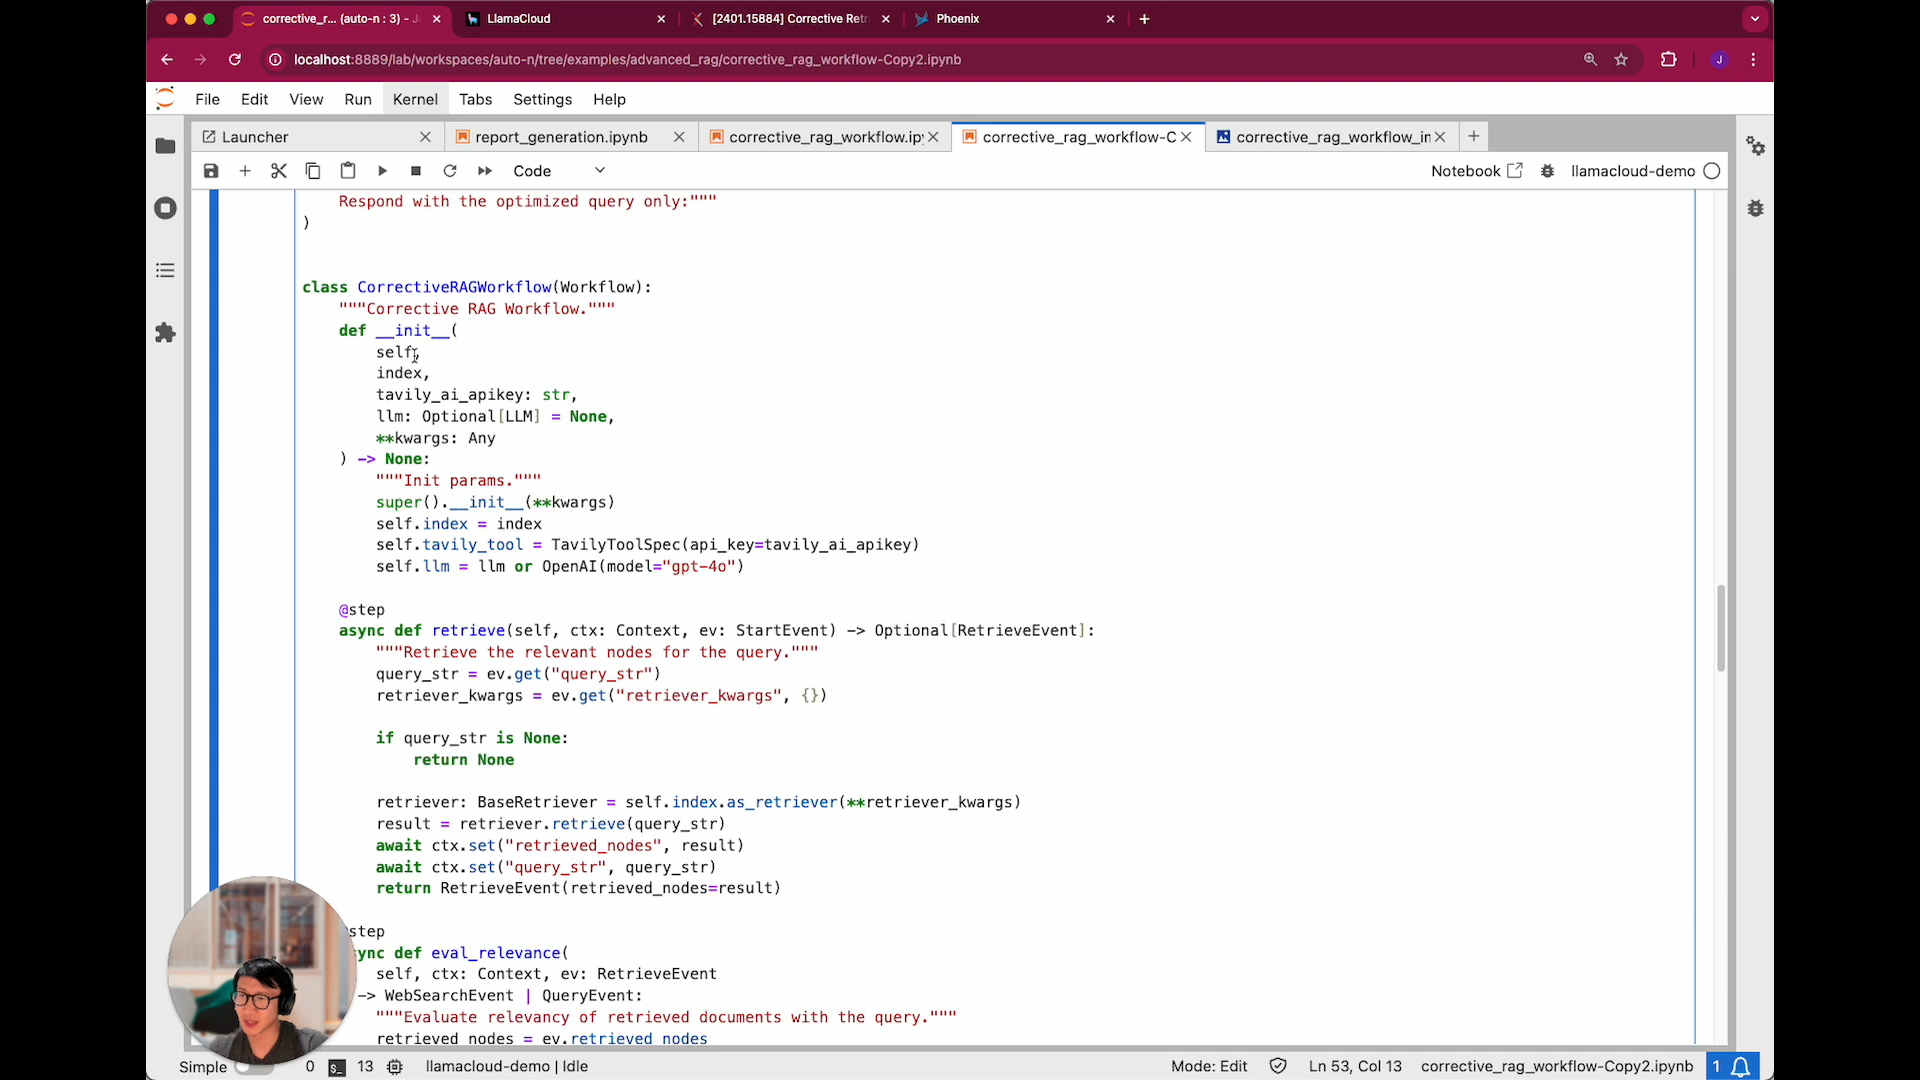 corrective_r... (auto-n : 3) - J
LlamaCloud
[2401.15884] Corrective Retr
Phoenix
localhost:8889/lab/workspaces/auto-n/tree/examples/advanced_rag/corrective_rag_workflow-Copy2.ipynb
J
File Edit View Run Kernel Tabs Settings Help
Launcher
report_generation.ipynb
corrective_rag_workflow.ip
corrective_rag_workflow-C
corrective_rag_workflow_in
Code
Notebook
llamacloud-demo
Respond with the optimized query only:"""
)
class CorrectiveRAGWorkflow(Workflow):
"""Corrective RAG Workflow."""
def __init__(
self,
index,
tavily_ai_apikey: str,
llm: Optional[LLM] = None,
**kwargs: Any
) -> None:
"""Init params."""
super().__init__(**kwargs)
self.index = index
self.tavily_tool = TavilyToolSpec(api_key=tavily_ai_apikey)
self.llm = llm or OpenAI(model="gpt-4o")
@step
async def retrieve(self, ctx: Context, ev: StartEvent) -> Optional[RetrieveEvent]:
"""Retrieve the relevant nodes for the query."""
query_str = ev.get("query_str")
retriever_kwargs = ev.get("retriever_kwargs", {})
if query_str is None:
return None
retriever: BaseRetriever = self.index.as_retriever(**retriever_kwargs)
result = retriever.retrieve(query_str)
await ctx.set("retrieved_nodes", result)
await ctx.set("query_str", query_str)
return RetrieveEvent(retrieved_nodes=result)
step
ync def eval_relevance(
self, ctx: Context, ev: RetrieveEvent
-> WebSearchEvent | QueryEvent:
"""Evaluate relevancy of retrieved documents with the query."""
retrieved_nodes = ev.retrieved_nodes
Simple 0 13 llamacloud-demo | Idle
Mode: Edit Ln 53, Col 13 corrective_rag_workflow-Copy2.ipynb 1